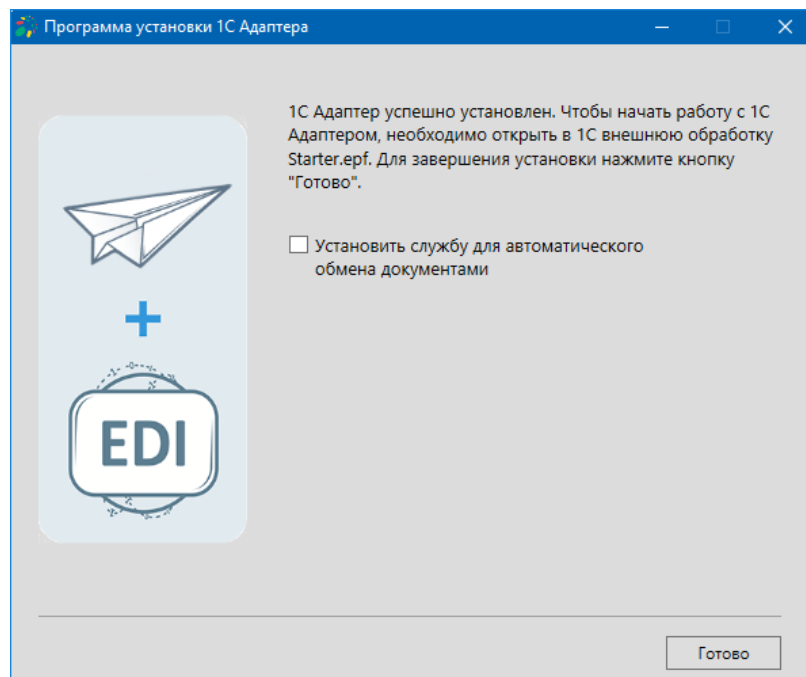 Программа установки 1С Адаптера
1С Адаптер успешно установлен. Чтобы начать работу с 1С
Адаптером, необходимо открыть в 1С внешнюю обработку
Starter.epf. Для завершения установки нажмите кнопку
"Готово".
Установить службу для автоматического
обмена документами
EDI
Готово